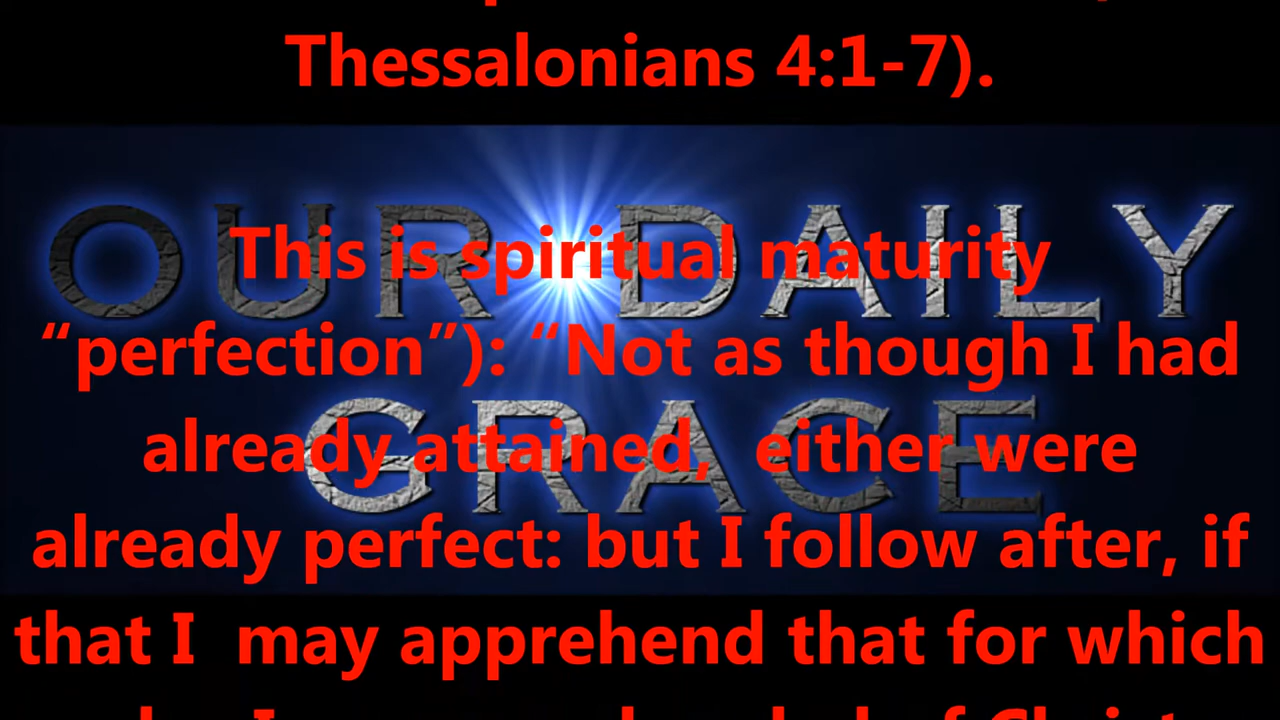 Thessalonians 4:1-7).
OUR DAILY
This is spiritual maturity
“perfection”): “Not as though I had
GRACE
already attained,  either were
already perfect: but I follow after, if
that I  may apprehend that for which